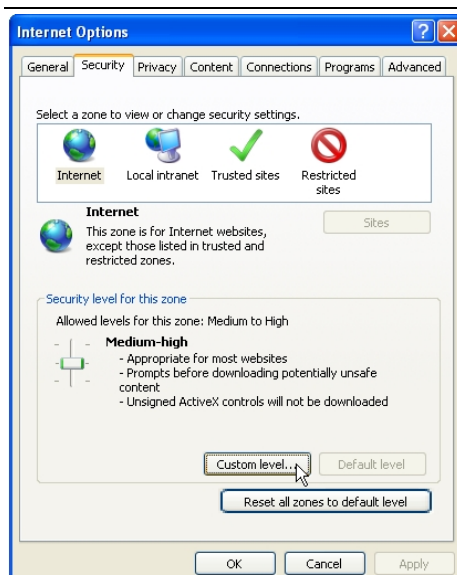 Internet Options
General Security Privacy Content Connections Programs Advanced
Select a zone to view or change security settings.
Internet Local intranet Trusted sites Restricted
sites
Internet
This zone is for Internet websites,
except those listed in trusted and
restricted zones.
Sites
Security level for this zone
Allowed levels for this zone: Medium to High
Medium-high
- Appropriate for most websites
- Prompts before downloading potentially unsafe
content
- Unsigned ActiveX controls will not be downloaded
Custom level... Default level
Reset all zones to default level
OK Cancel Apply